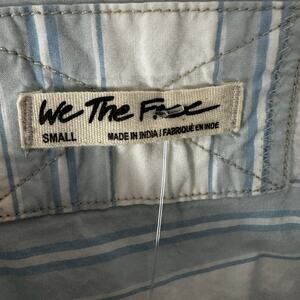 We The Free
SMALL MADE IN INDIA / FABRIQUÉ EN INDE